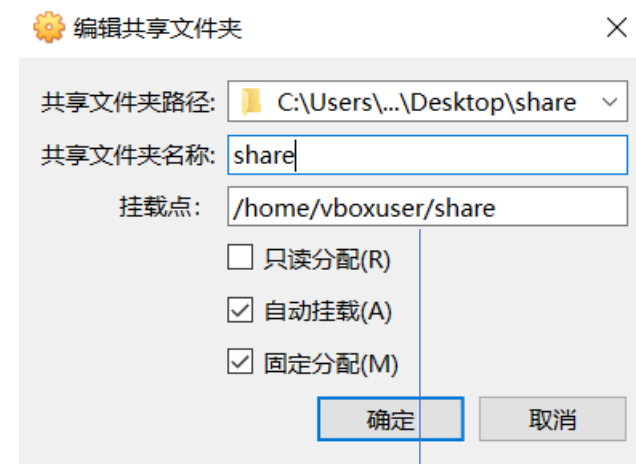 编辑共享文件夹
共享文件夹路径: C:\Users\...\Desktop\share
共享文件夹名称: share
挂载点: /home/vboxuser/share
只读分配(R)
自动挂载(A)
固定分配(M)
确定 取消